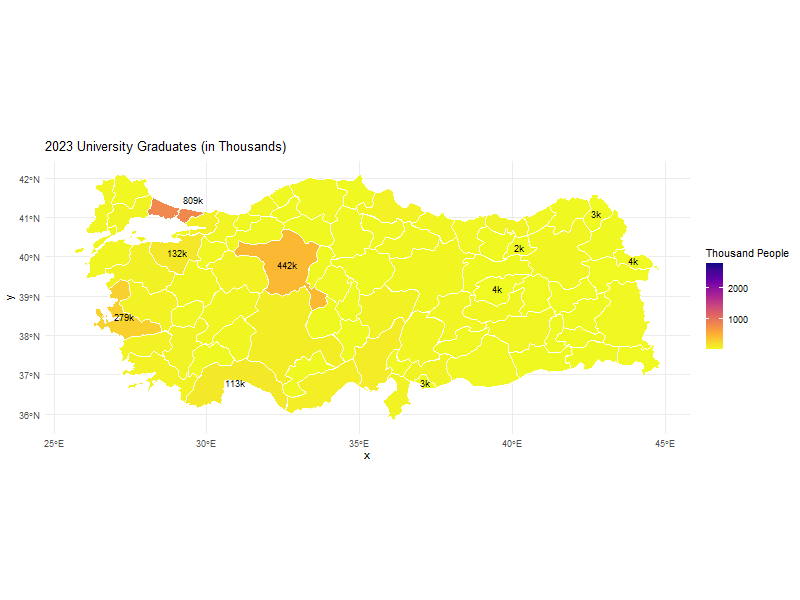 2023 University Graduates (in Thousands)
42°N
41°N
40°N
39°N
38°N
37°N
36°N
y
809k
3k
132k
2k
442k
4k
4k
279k
113k
3k
25°E
30°E
35°E
40°E
45°E
x
Thousand People
2000
1000